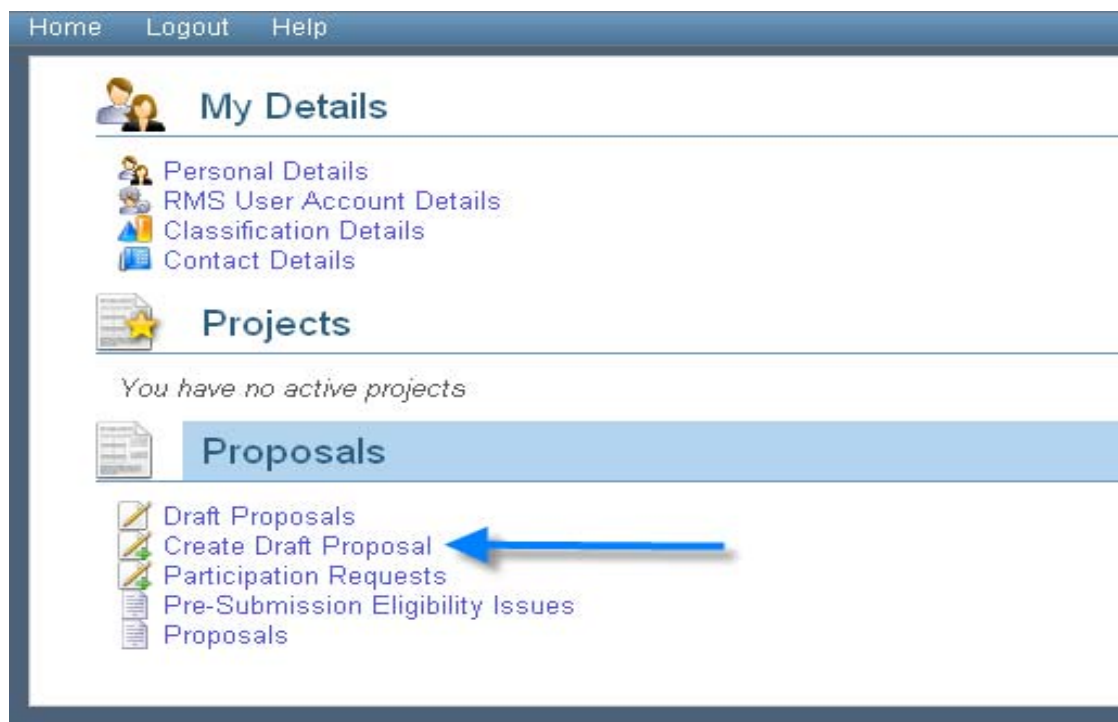 Home Logout Help
My Details
Personal Details
RMS User Account Details
Classification Details
Contact Details
Projects
You have no active projects
Proposals
Draft Proposals
Create Draft Proposal
Participation Requests
Pre-Submission Eligibility Issues
Proposals